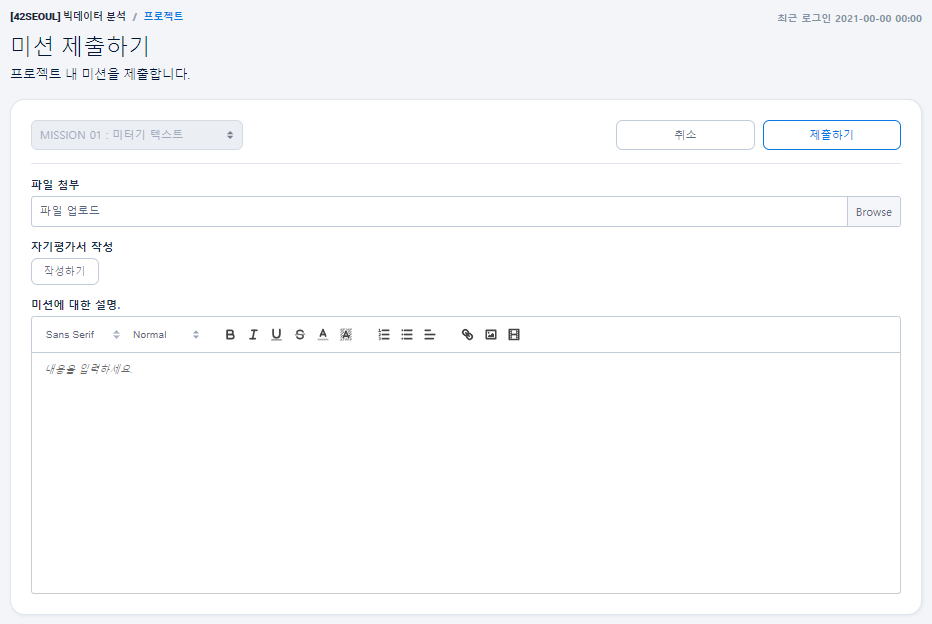 [42SEOUL] 빅데이터 분석 / 프로젝트
최근 로그인 2021-00-00 00:00
미션 제출하기
프로젝트 내 미션을 제출합니다.
MISSION 01 : 미터기 텍스트
취소
제출하기
파일 첨부
파일 업로드
Browse
자기평가서 작성
작성하기
미션에 대한 설명.
Sans Serif Normal B I U S A A
내용을 입력하세요.